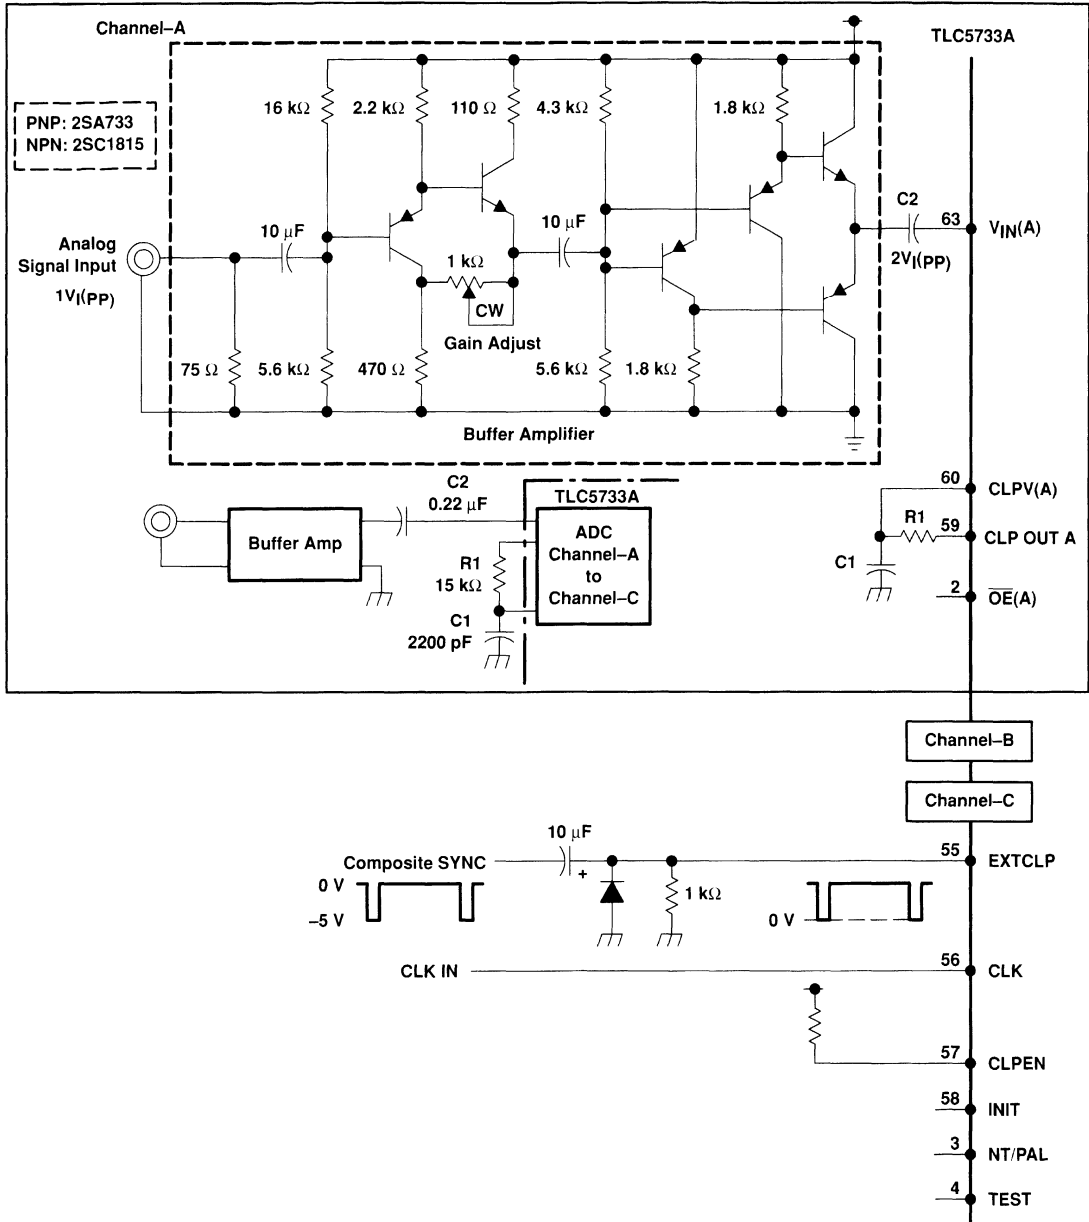 Channel–A
TLC5733A
PNP: 2SA733
NPN: 2SC1815
16 kΩ
2.2 kΩ
110 Ω
4.3 kΩ
1.8 kΩ
Analog
Signal Input
1VI(PP)
10 μF
1 kΩ
CW
Gain Adjust
10 μF
C2
2VI(PP)
63
VIN(A)
75 Ω
5.6 kΩ
470 Ω
5.6 kΩ
1.8 kΩ
Buffer Amplifier
C2
0.22 μF
TLC5733A
Buffer Amp
ADC
Channel–A
to
Channel–C
R1
15 kΩ
C1
2200 pF
60
CLPV(A)
R1
59
CLP OUT A
C1
2
OE(A)
Channel–B
Channel–C
Composite SYNC
10 μF
+
55
EXTCLP
0 V
–5 V
1 kΩ
0 V
CLK IN
56
CLK
57
CLPEN
58
INIT
3
NT/PAL
4
TEST